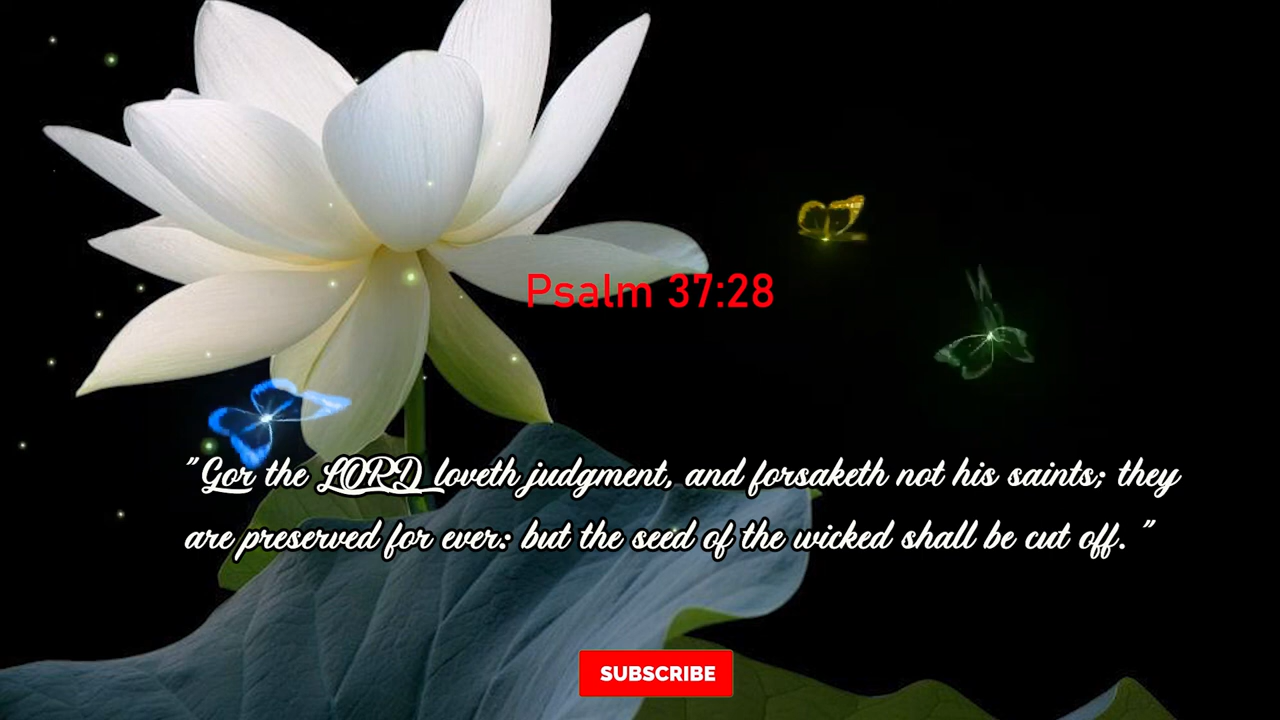 Psalm 37:28
"For the LORD loveth judgment, and forsaketh not his saints; they
are preserved for ever: but the seed of the wicked shall be cut off."
SUBSCRIBE